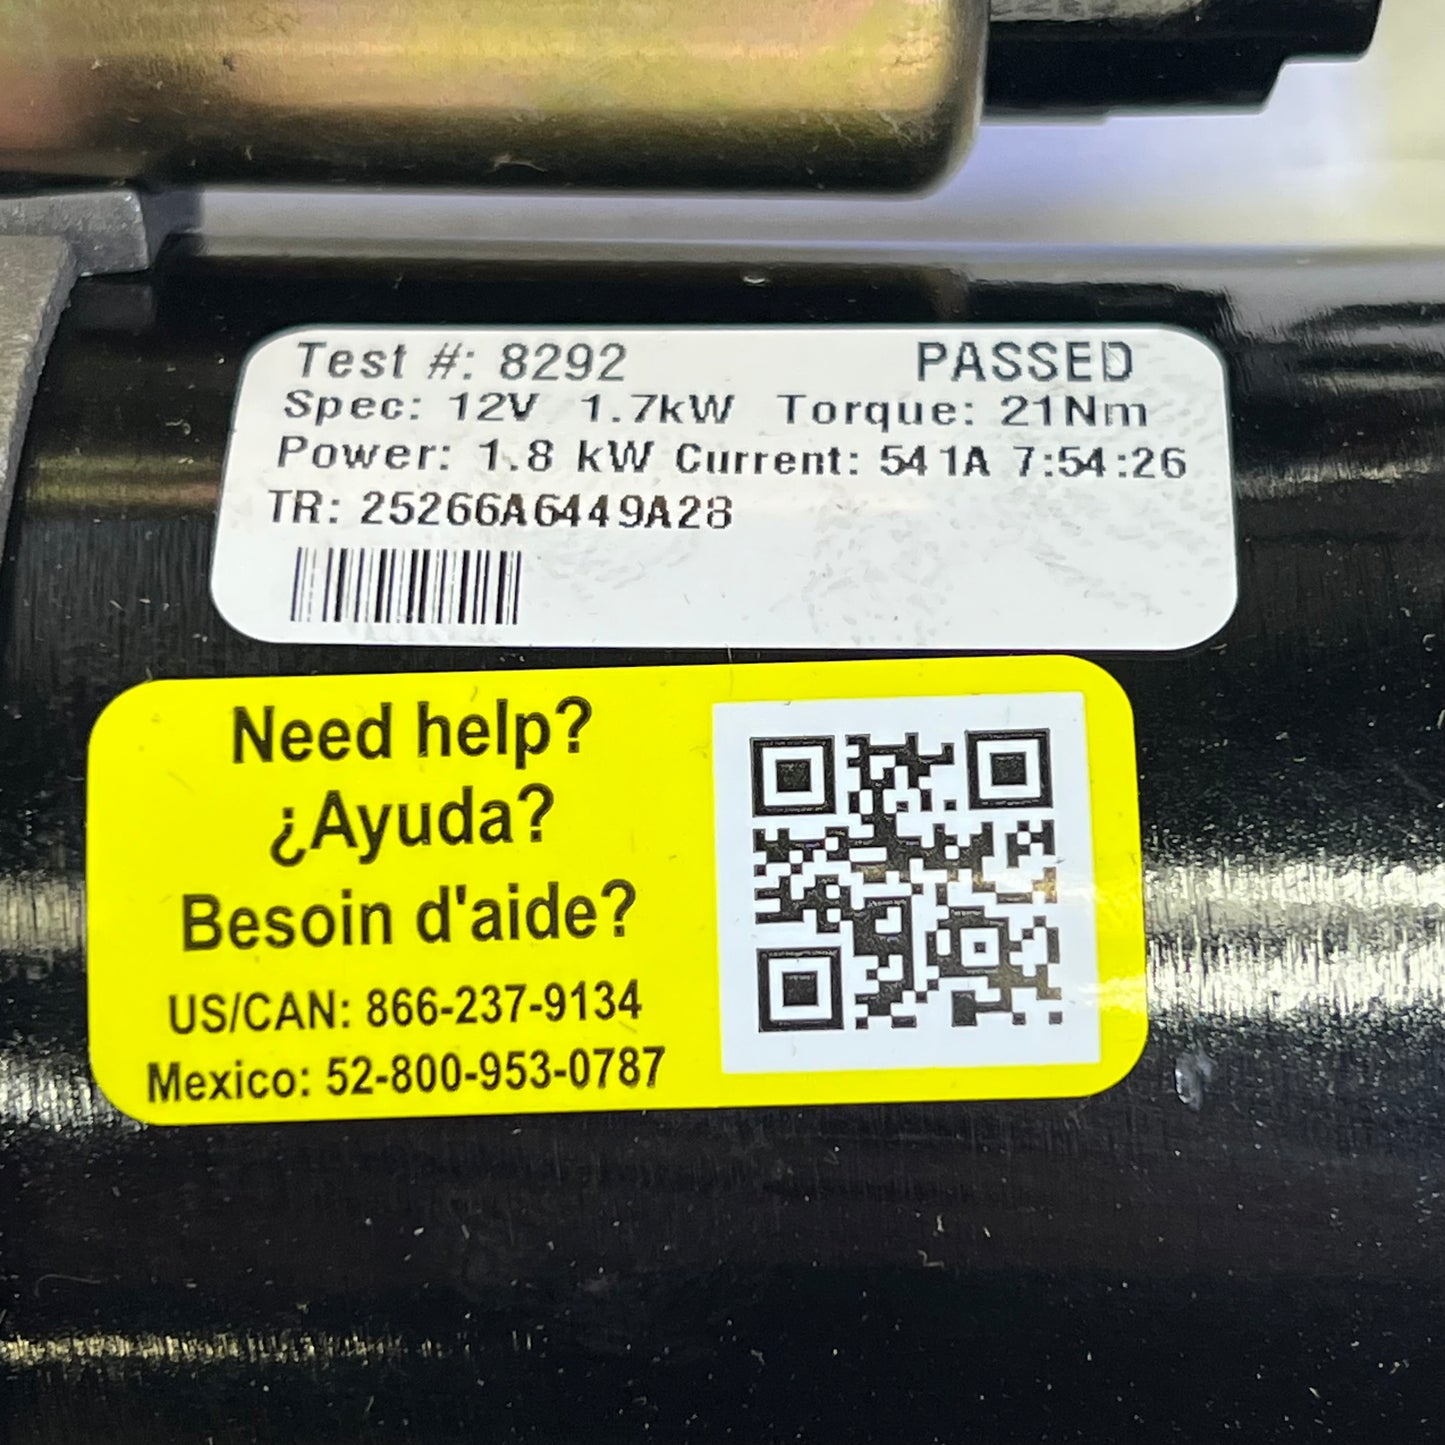 Test #: 8292 PASSED
Spec: 12V 1.7kW Torque: 21Nm
Power: 1.8 kW Current: 541A 7:54:26
TR: 25266A6449A28
Need help?
¿Ayuda?
Besoin d'aide?
US/CAN: 866-237-9134
Mexico: 52-800-953-0787